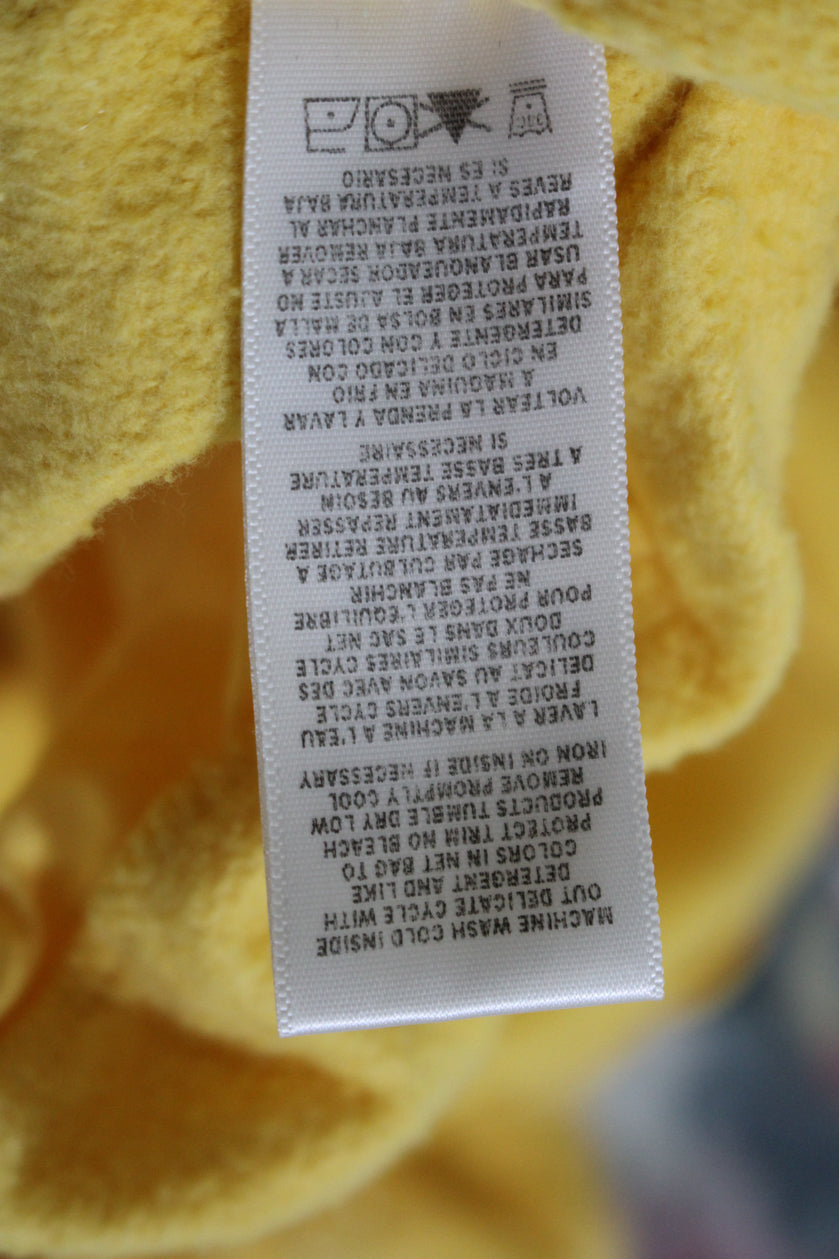 MACHINE WASH COLD INSIDE
OUT DELICATE CYCLE WITH
DETERGENT AND LIKE
COLORS IN NET BAG TO
PROTECT TRIM NO BLEACH
PRODUCTS TUMBLE DRY LOW
REMOVE PROMPTLY COOL
IRON ON INSIDE IF NECESSARY
LAVER A LA MACHINE A L'EAU
FROIDE A L'ENVERS CYCLE
DELICAT AU SAVON AVEC DES
COULEURS SIMILAIRES CYCLE
DOUX DANS LE SAC NET
POUR PROTEGER L'EQUILIBRE
NE PAS BLANCHIR
SECHAGE PAR CULBUTAGE A
BASSE TEMPERATURE RETIRER
IMMEDIATAMENT REPASSER
A L'ENVERS AU BESOIN
A TRES BASSE TEMPERATURE
SI NECESSAIRE
VOLTEAR LA PRENDA Y LAVAR
A MAQUINA EN FRIO
EN CICLO DELICADO CON
DETERGENTE Y CON COLORES
SIMILARES EN BOLSA DE MALLA
PARA PROTEGER EL AJUSTE NO
USAR BLANQUEADOR SECAR A
TEMPERATURA BAJA REMOVER
RAPIDAMENTE PLANCHAR AL
REVES A TEMPERATURA BAJA
SI ES NECESARIO